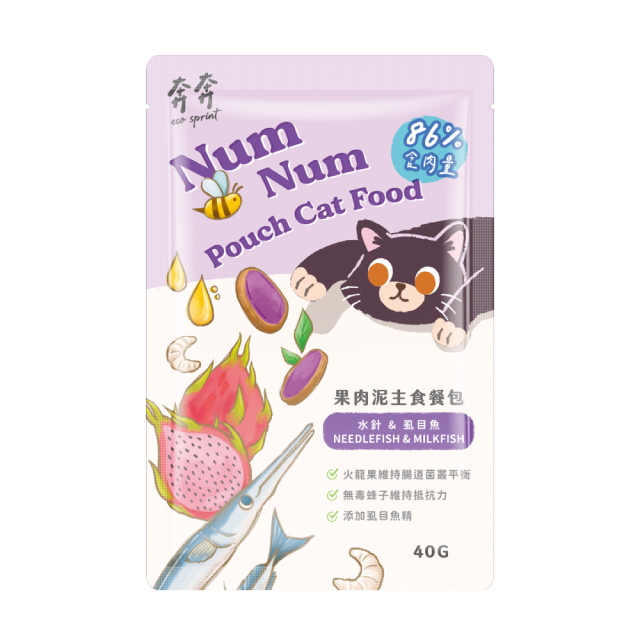 奔奔
eco sprint
Num
Num
Pouch Cat Food
86%
含肉量
果肉泥主食餐包
水針 & 虱目魚
NEEDLEFISH & MILKFISH
火龍果維持腸道菌叢平衡
無毒蜂子維持抵抗力
添加虱目魚精
40G